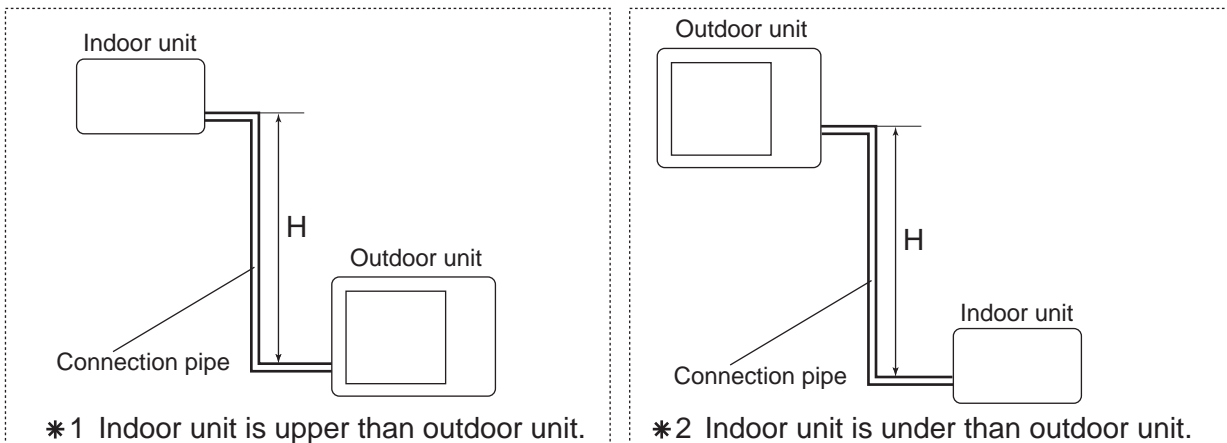 Indoor unit
H
Outdoor unit
Connection pipe
*1 Indoor unit is upper than outdoor unit.
Outdoor unit
H
Indoor unit
Connection pipe
*2 Indoor unit is under than outdoor unit.